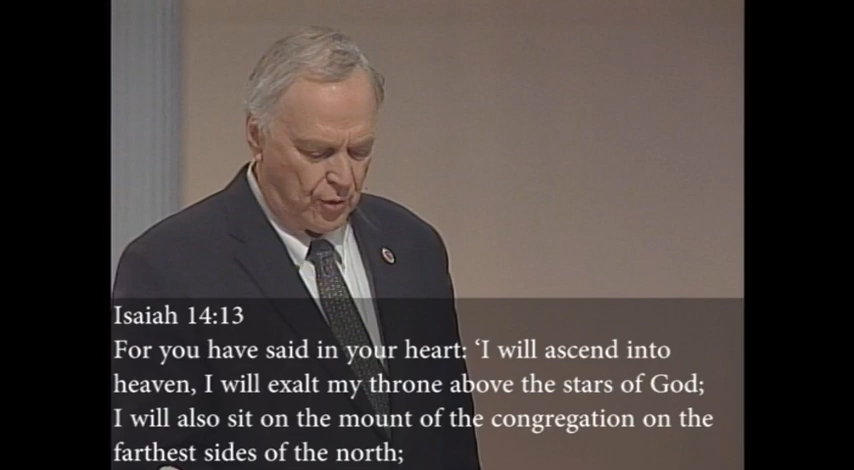 Isaiah 14:13
For you have said in your heart: ‘I will ascend into
heaven, I will exalt my throne above the stars of God;
I will also sit on the mount of the congregation on the
farthest sides of the north;